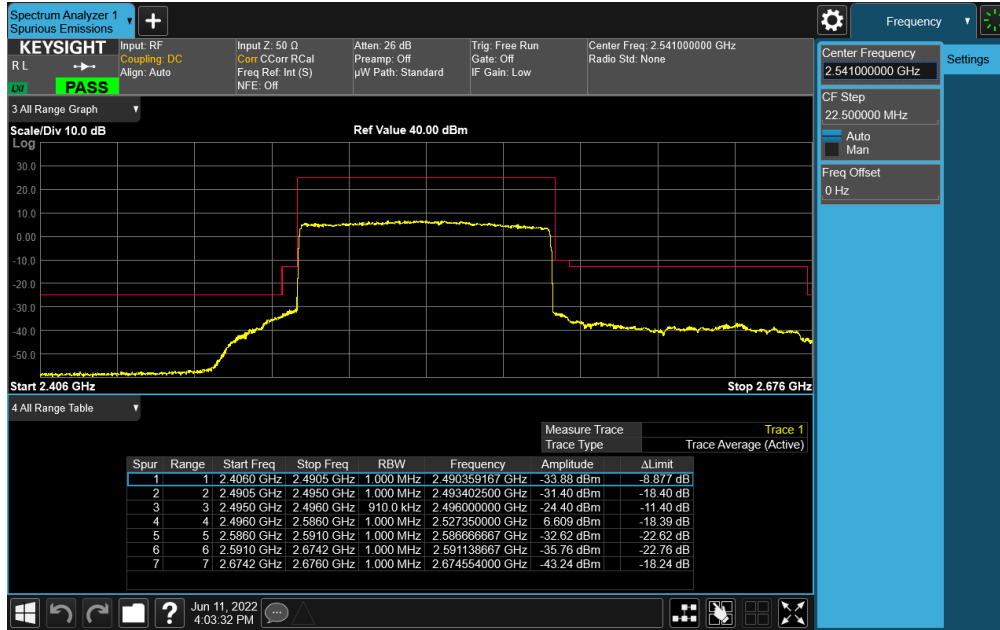 Spectrum Analyzer 1
Spurious Emissions
Frequency
KEYSIGHT
R L
LXI
PASS
Input: RF
Coupling: DC
Align: Auto
Input Z: 50 Ω
Corr CCorr RCal
Freq Ref: Int (S)
NFE: Off
Atten: 26 dB
Preamp: Off
µW Path: Standard
Trig: Free Run
Gate: Off
IF Gain: Low
Center Freq: 2.541000000 GHz
Radio Std: None
Center Frequency
2.541000000 GHz
Settings
CF Step
22.500000 MHz
Auto
Man
Freq Offset
0 Hz
3 All Range Graph
Scale/Div 10.0 dB
Ref Value 40.00 dBm
Log
30.0
20.0
10.0
0.00
-10.0
-20.0
-30.0
-40.0
-50.0
Start 2.406 GHz
Stop 2.676 GHz
4 All Range Table
Measure Trace Trace 1
Trace Type Trace Average (Active)
Spur Range Start Freq Stop Freq RBW Frequency Amplitude ΔLimit
1 1 2.4060 GHz 2.4905 GHz 1.000 MHz 2.490359167 GHz -33.88 dBm -8.877 dB
2 2 2.4905 GHz 2.4950 GHz 1.000 MHz 2.493402500 GHz -31.40 dBm -18.40 dB
3 3 2.4950 GHz 2.4960 GHz 910.0 kHz 2.496000000 GHz -24.40 dBm -11.40 dB
4 4 2.4960 GHz 2.5860 GHz 1.000 MHz 2.527350000 GHz 6.609 dBm -18.39 dB
5 5 2.5860 GHz 2.5910 GHz 1.000 MHz 2.586666667 GHz -32.62 dBm -22.62 dB
6 6 2.5910 GHz 2.6742 GHz 1.000 MHz 2.591138667 GHz -35.76 dBm -22.76 dB
7 7 2.6742 GHz 2.6760 GHz 1.000 MHz 2.674554000 GHz -43.24 dBm -18.24 dB
?
Jun 11, 2022
4:03:32 PM